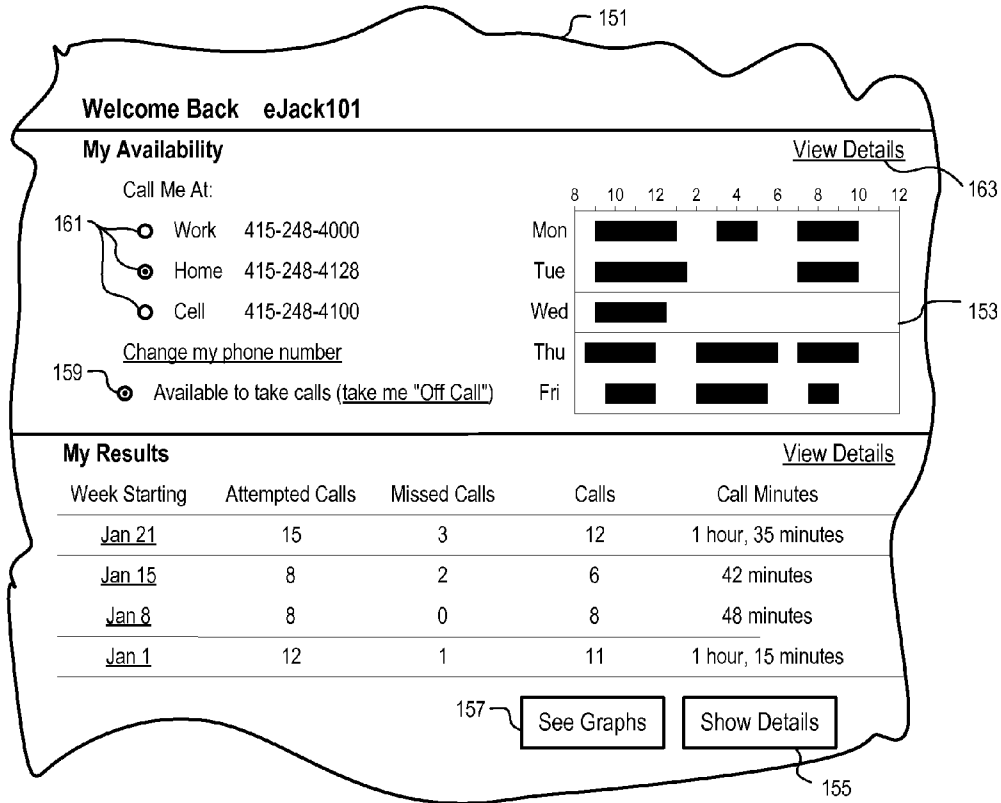 151
Welcome Back eJack101
My Availability View Details
163
Call Me At:
8 10 12 2 4 6 8 10 12
161
Work 415-248-4000 Mon
Home 415-248-4128 Tue
Cell 415-248-4100 Wed
153
Change my phone number Thu
159
Available to take calls (take me "Off Call") Fri
My Results View Details
Week Starting Attempted Calls Missed Calls Calls Call Minutes
Jan 21 15 3 12 1 hour, 35 minutes
Jan 15 8 2 6 42 minutes
Jan 8 8 0 8 48 minutes
Jan 1 12 1 11 1 hour, 15 minutes
157
See Graphs Show Details
155